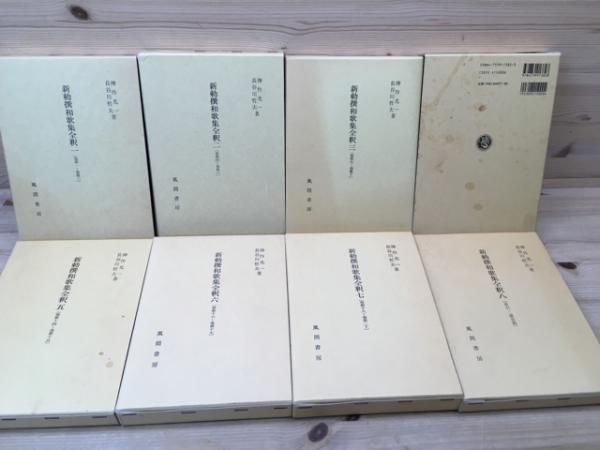 神作光一
長谷川哲夫著
新勅撰和歌集全釈一
風間書房
神作光一
長谷川哲夫著
新勅撰和歌集全釈二
風間書房
神作光一
長谷川哲夫著
新勅撰和歌集全釈三
風間書房
神作光一
長谷川哲夫著
新勅撰和歌集全釈五
風間書房
神作光一
長谷川哲夫著
新勅撰和歌集全釈六
風間書房
神作光一
長谷川哲夫著
新勅撰和歌集全釈七
風間書房
神作光一
長谷川哲夫著
新勅撰和歌集全釈八
風間書房